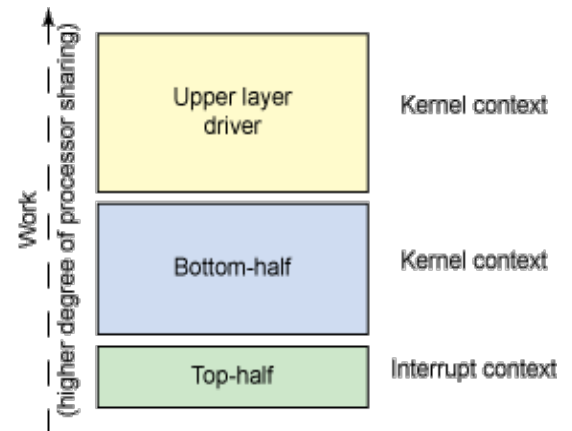 Work
(higher degree of processor sharing)
Upper layer
driver
Kernel context
Bottom-half
Kernel context
Top-half
Interrupt context